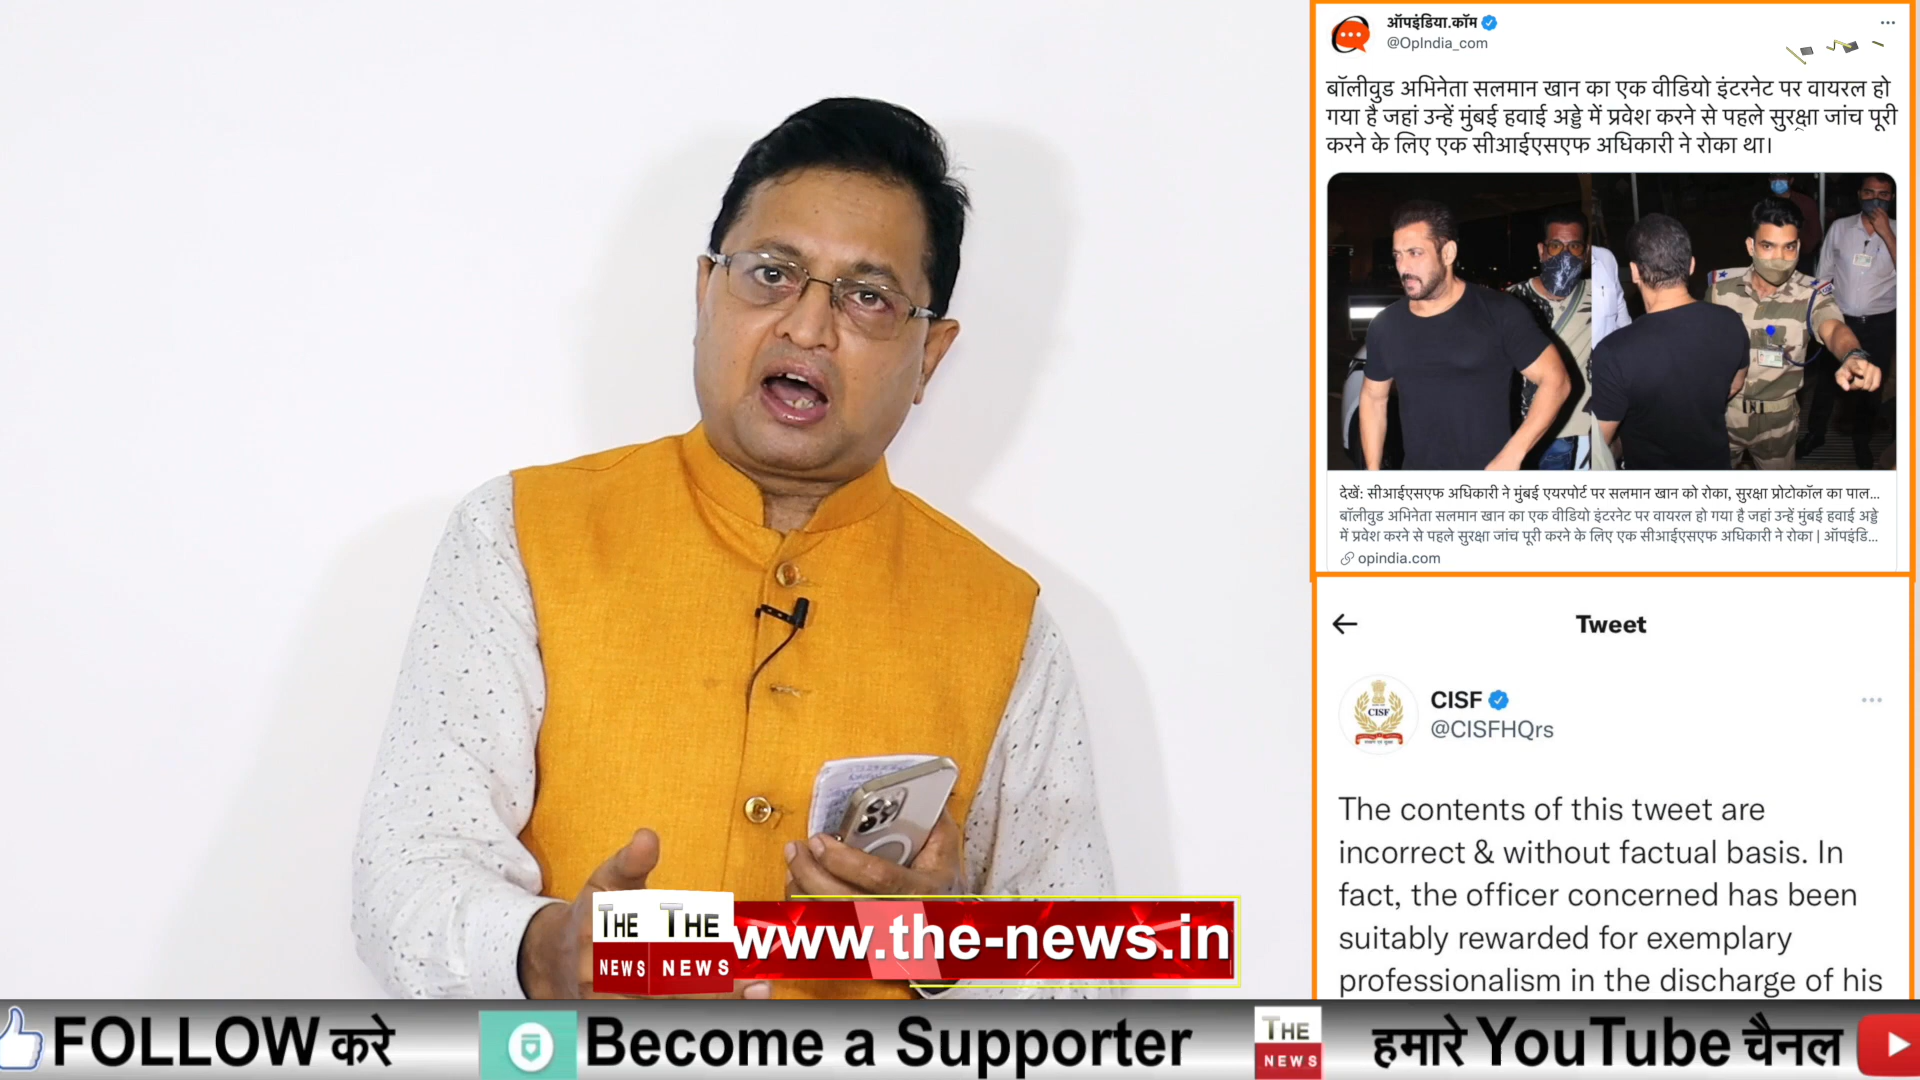 ऑपइंडिया.कॉम
@OpIndia_com
बॉलीवुड अभिनेता सलमान खान का एक वीडियो इंटरनेट पर वायरल हो
गया है जहां उन्हें मुंबई हवाई अड्डे में प्रवेश करने से पहले सुरक्षा जांच पूरी
करने के लिए एक सीआईएसएफ अधिकारी ने रोका था।
देखें: सीआईएसएफ अधिकारी ने मुंबई एयरपोर्ट पर सलमान खान को रोका, सुरक्षा प्रोटोकॉल का पाल...
बॉलीवुड अभिनेता सलमान खान का एक वीडियो इंटरनेट पर वायरल हो गया है जहां उन्हें मुंबई हवाई अड्डे
में प्रवेश करने से पहले सुरक्षा जांच पूरी करने के लिए एक सीआईएसएफ अधिकारी ने रोका | ऑपइंडि...
opindia.com
Tweet
CISF
CISF
@CISFHQrs
The contents of this tweet are
incorrect & without factual basis. In
fact, the officer concerned has been
suitably rewarded for exemplary
professionalism in the discharge of his
THE THE
NEWS NEWS
www.the-news.in
FOLLOW करे
Become a Supporter
THE
NEWS
हमारे YouTube चैनल